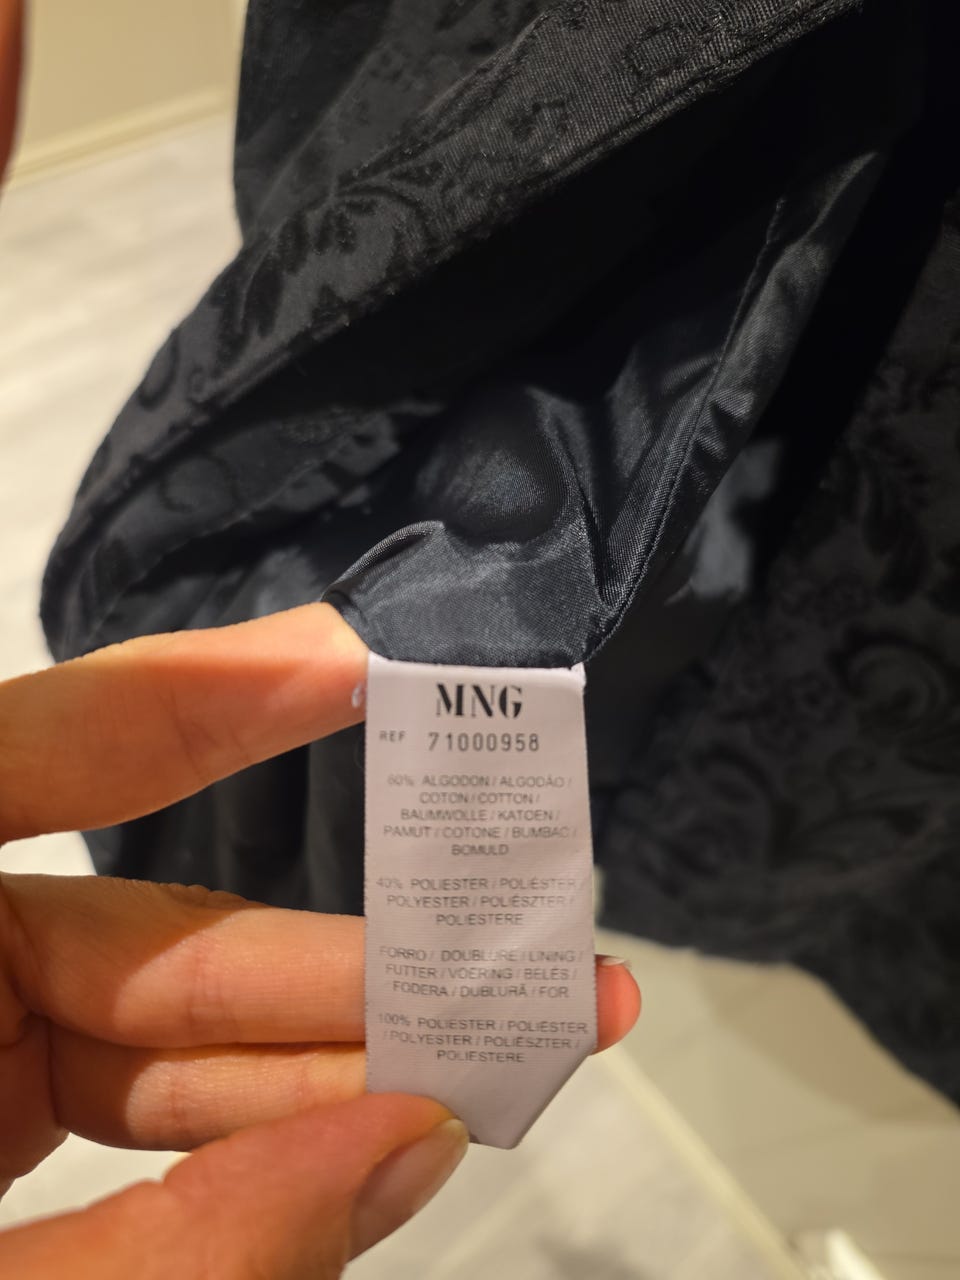 MNG
REF 71000958
60% ALGODON / ALGODÃO /
COTON / COTTON /
BAUMWOLLE / KATOEN /
PAMUT / COTONE / BUMBAC /
BOMULD
40% POLIESTER / POLIÉSTER /
POLYESTER / POLIÉSZTER /
POLIESTERE
FORRO / DOUBLURE / LINING /
FUTTER / VOERING / BELÉS /
FODERA / DUBLURĂ / FOR
100% POLIESTER / POLIÉSTER
/ POLYESTER / POLIÉSZTER /
POLIESTERE